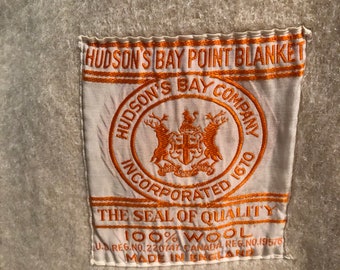 HUDSON'S BAY POINT BLANKET
HUDSON'S BAY COMPANY
INCORPORATED 1670
THE SEAL OF QUALITY
100% WOOL
REG. NO. CANADA, REG. NO.
MADE IN ENGLAND